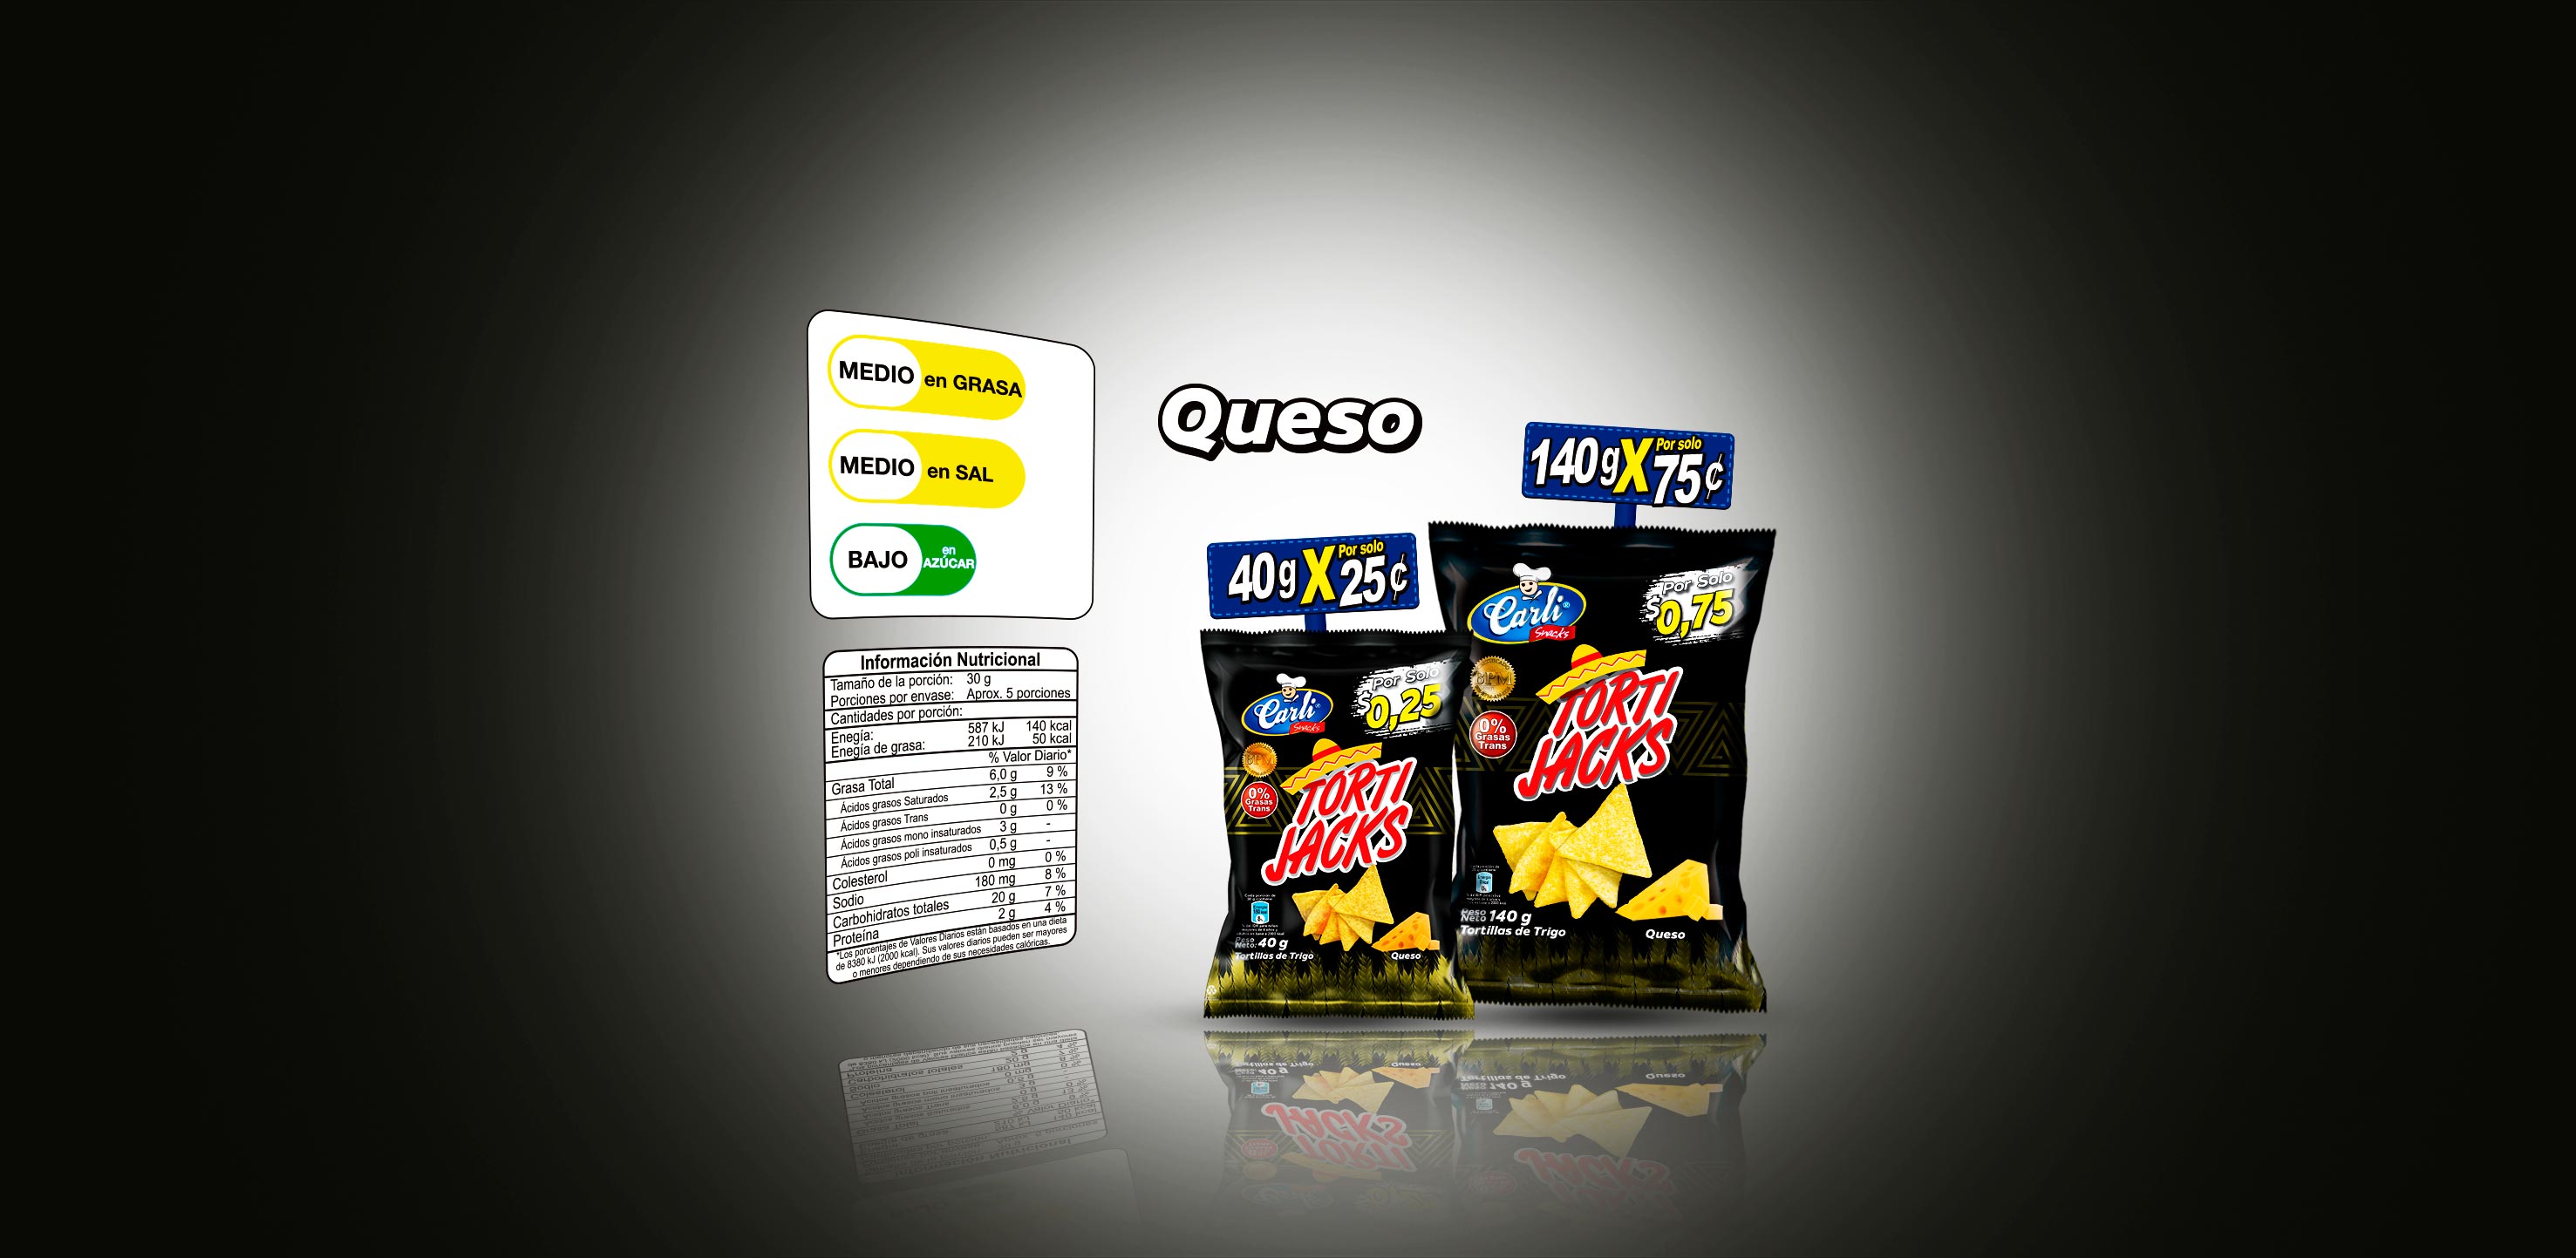 MEDIO en GRASA
MEDIO en SAL
BAJO en AZÚCAR
Información Nutricional
Tamaño de la porción: 30 g
Porciones por envase: Aprox. 5 porciones
Cantidades por porción:
Enegía: 587 kJ 140 kcal
Enegía de grasa: 210 kJ 50 kcal
% Valor Diario*
Grasa Total 6,0 g 9 %
Ácidos grasos Saturados 2,5 g 13 %
Ácidos grasos Trans 0 g 0 %
Ácidos grasos mono insaturados 3 g -
Ácidos grasos poli insaturados 0,5 g -
Colesterol 0 mg 0 %
Sodio 180 mg 8 %
Carbohidratos totales 20 g 7 %
Proteína 2 g 4 %
*Los porcentajes de Valores Diarios están basados en una dieta
de 8380 kJ (2000 kcal). Sus valores diarios pueden ser mayores
o menores dependiendo de sus necesidades calóricas.
Queso
40g X Por solo 25¢
Carli®
Snacks
Por Solo
$0,25
BPM
0%
Grasas
Trans
TORTI
JACKS
Peso
Neto: 40 g
Tortillas de Trigo
Queso
140g X Por solo 75¢
Carli®
Snacks
Por Solo
$0,75
BPM
0%
Grasas
Trans
TORTI
JACKS
Peso
Neto 140 g
Tortillas de Trigo
Queso